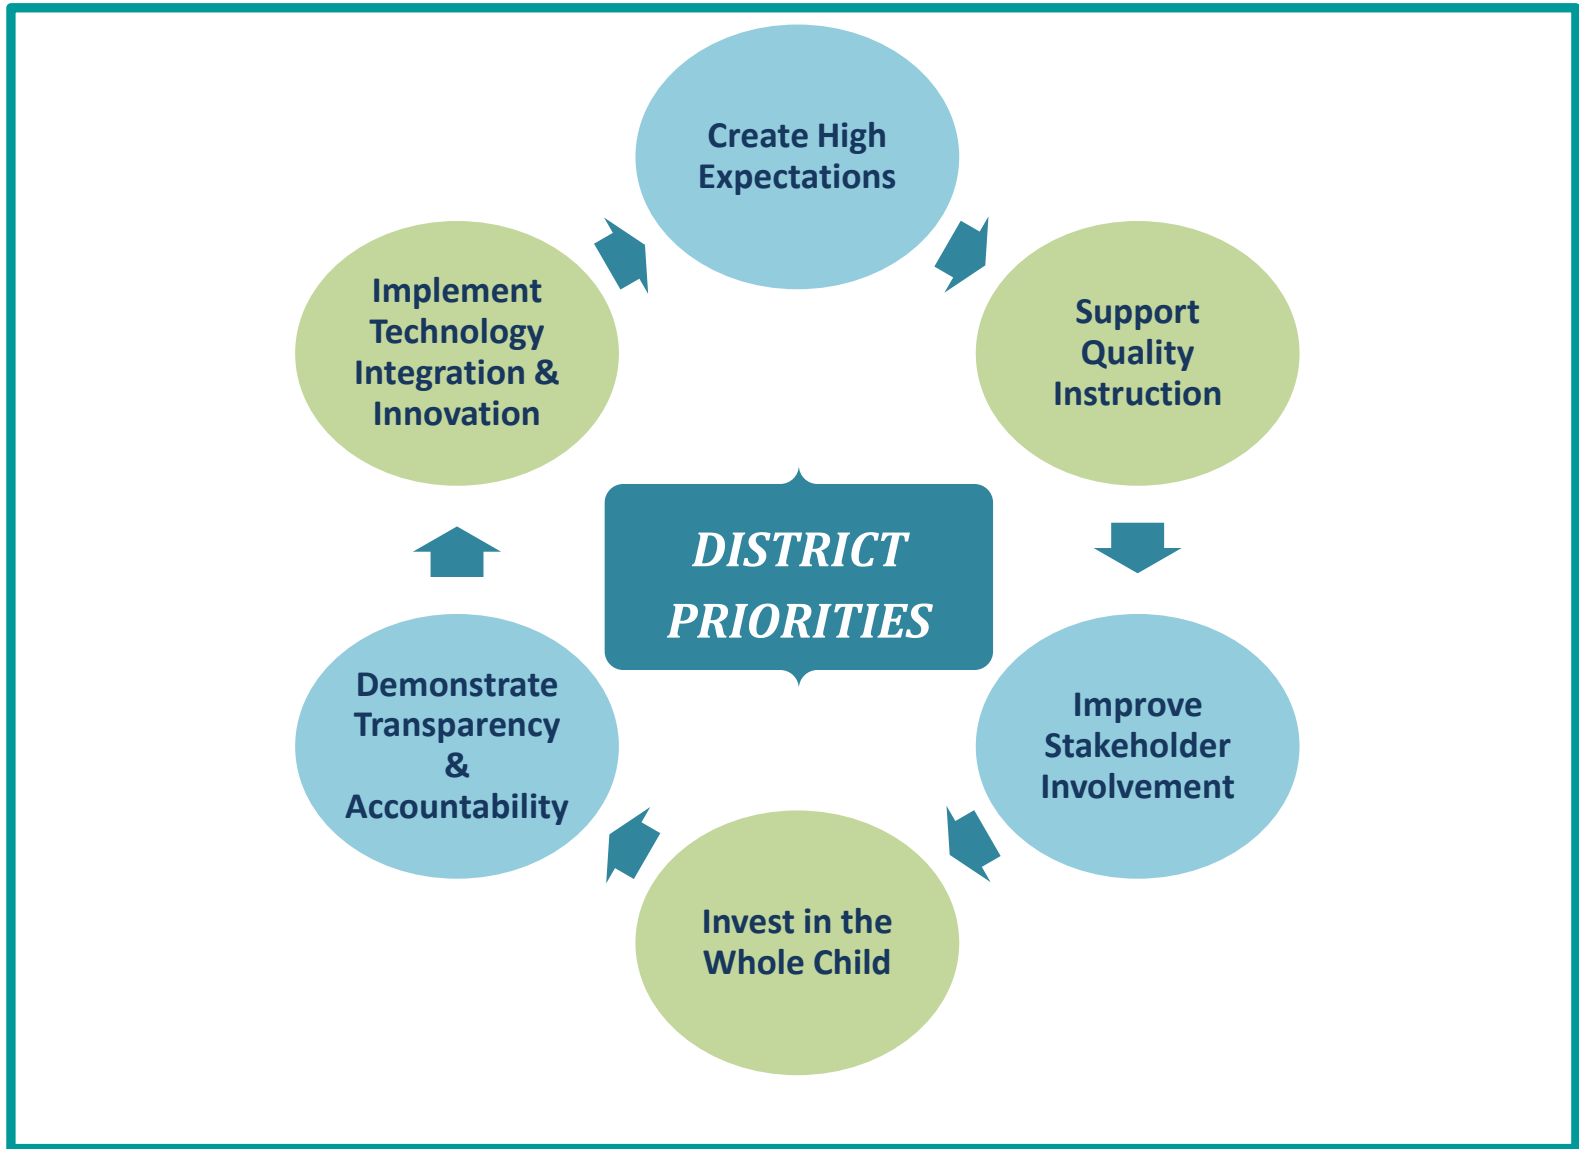 Create High
Expectations
Support
Quality
Instruction
Improve
Stakeholder
Involvement
Invest in the
Whole Child
Demonstrate
Transparency
&
Accountability
Implement
Technology
Integration &
Innovation
DISTRICT
PRIORITIES